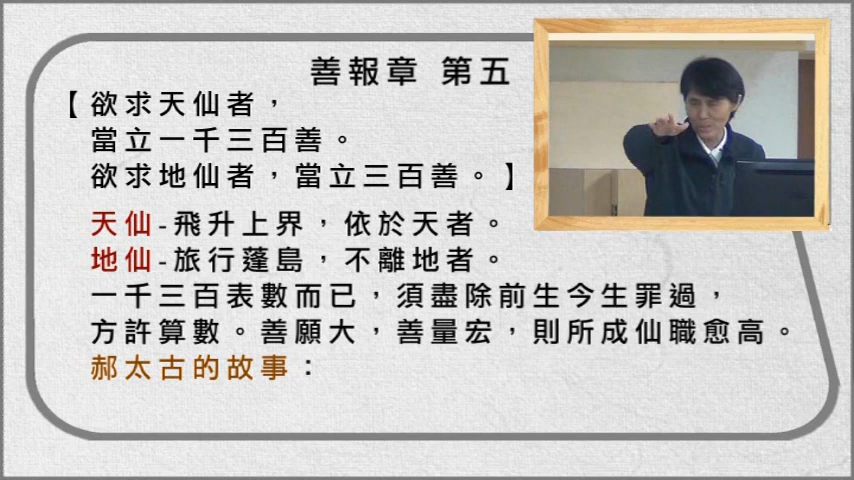 善報章 第五
【欲求天仙者，
當立一千三百善。
欲求地仙者，當立三百善。】
天仙-飛升上界，依於天者。
地仙-旅行蓬島，不離地者。
一千三百表數而已，須盡除前生今生罪過，
方許算數。善願大，善量宏，則所成仙職愈高。
郝太古的故事：